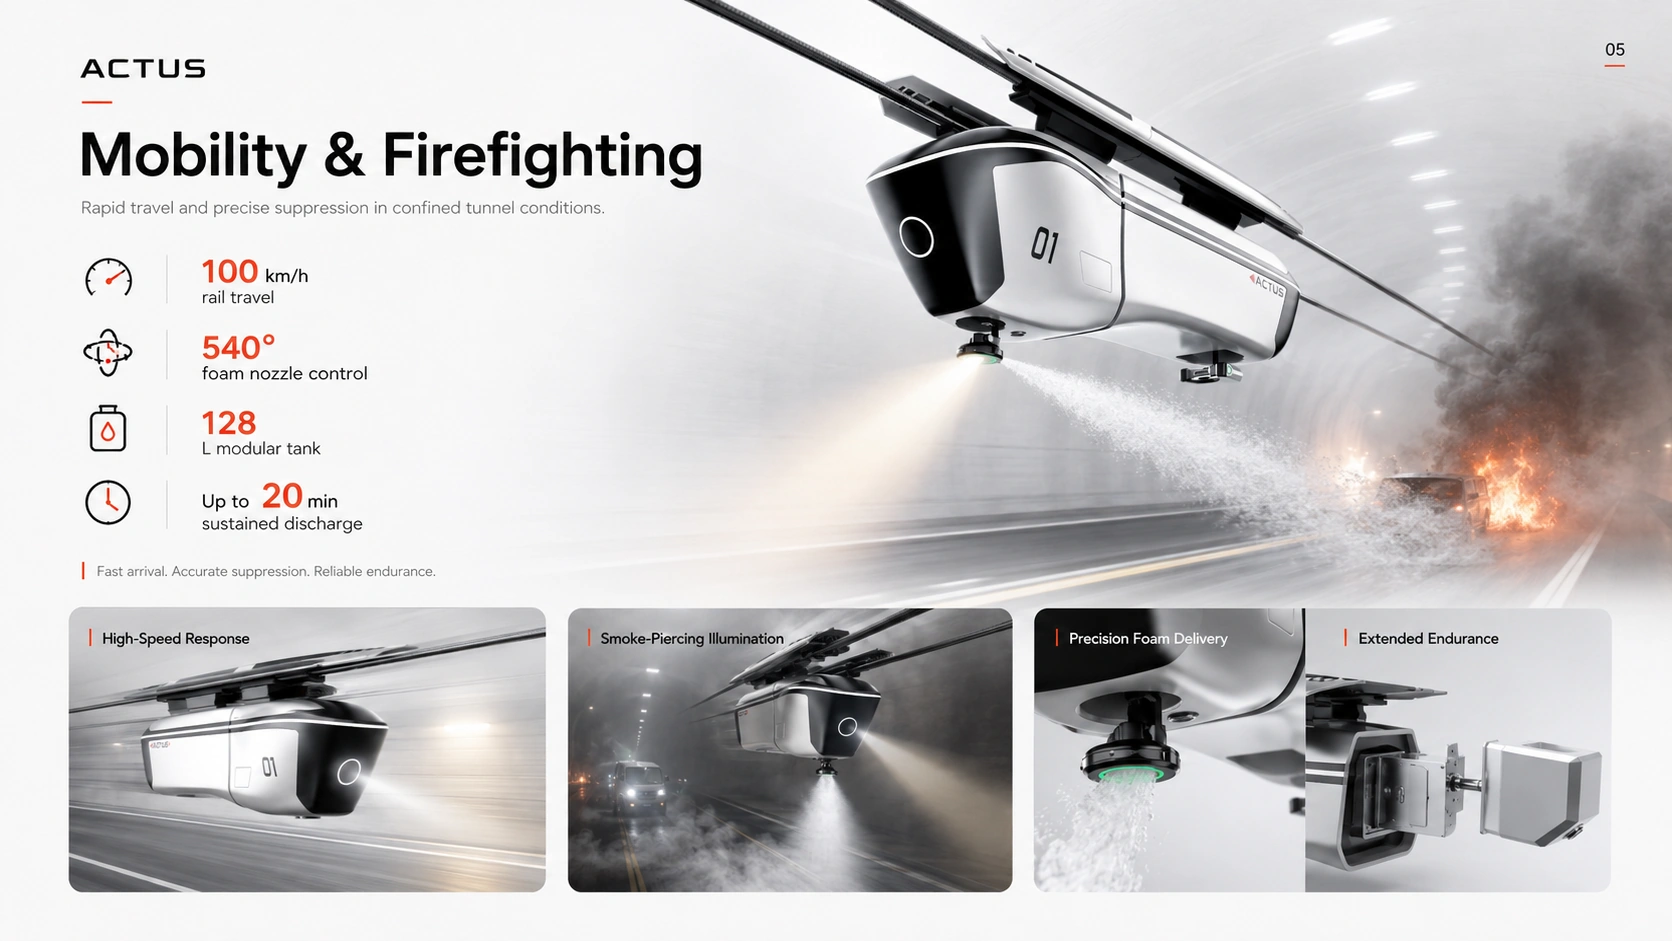 ACTUS
05
Mobility & Firefighting
Rapid travel and precise suppression in confined tunnel conditions.
100 km/h
rail travel
540°
foam nozzle control
128
L modular tank
Up to 20 min
sustained discharge
Fast arrival. Accurate suppression. Reliable endurance.
01
ACTUS
High-Speed Response
ACTUS
01
Smoke-Piercing Illumination
Precision Foam Delivery
Extended Endurance